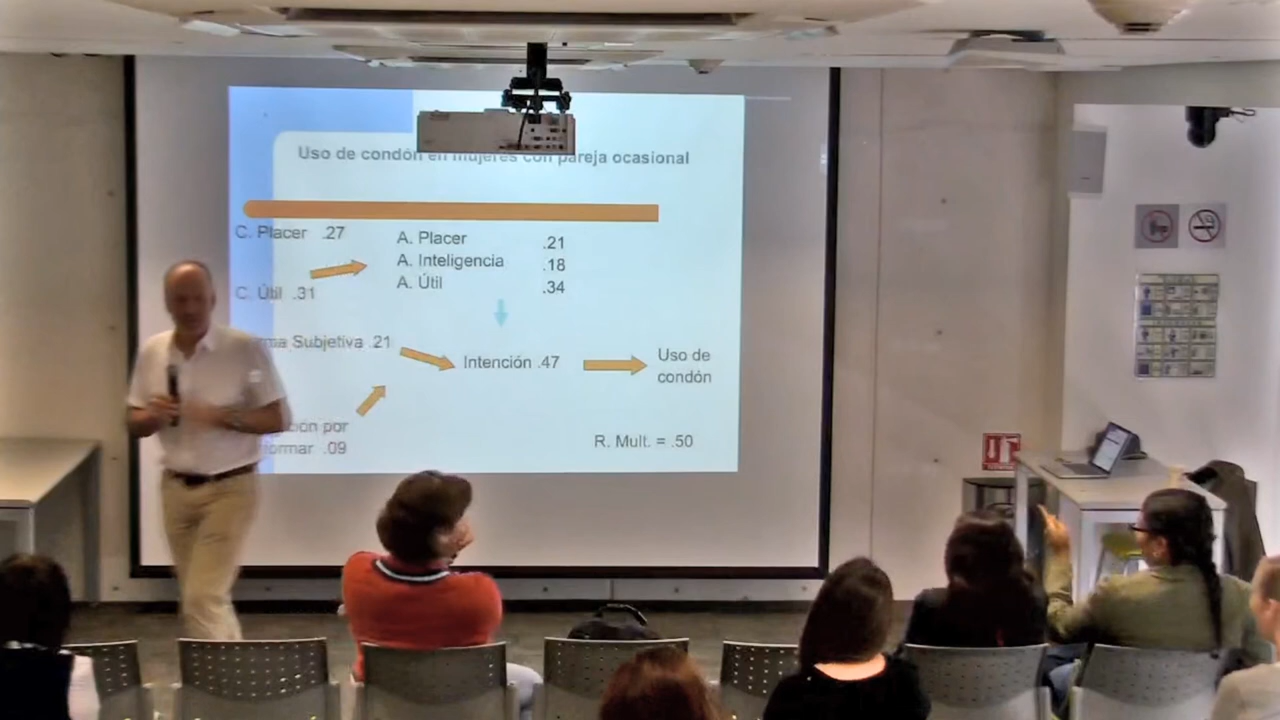 Uso de condón en mujeres con pareja ocasional
C. Placer .27
A. Placer .21
A. Inteligencia .18
A. Útil .34
C. Útil .31
Subjetiva .21
Intención .47
Uso de
condón
por
.09
R. Mult. = .50